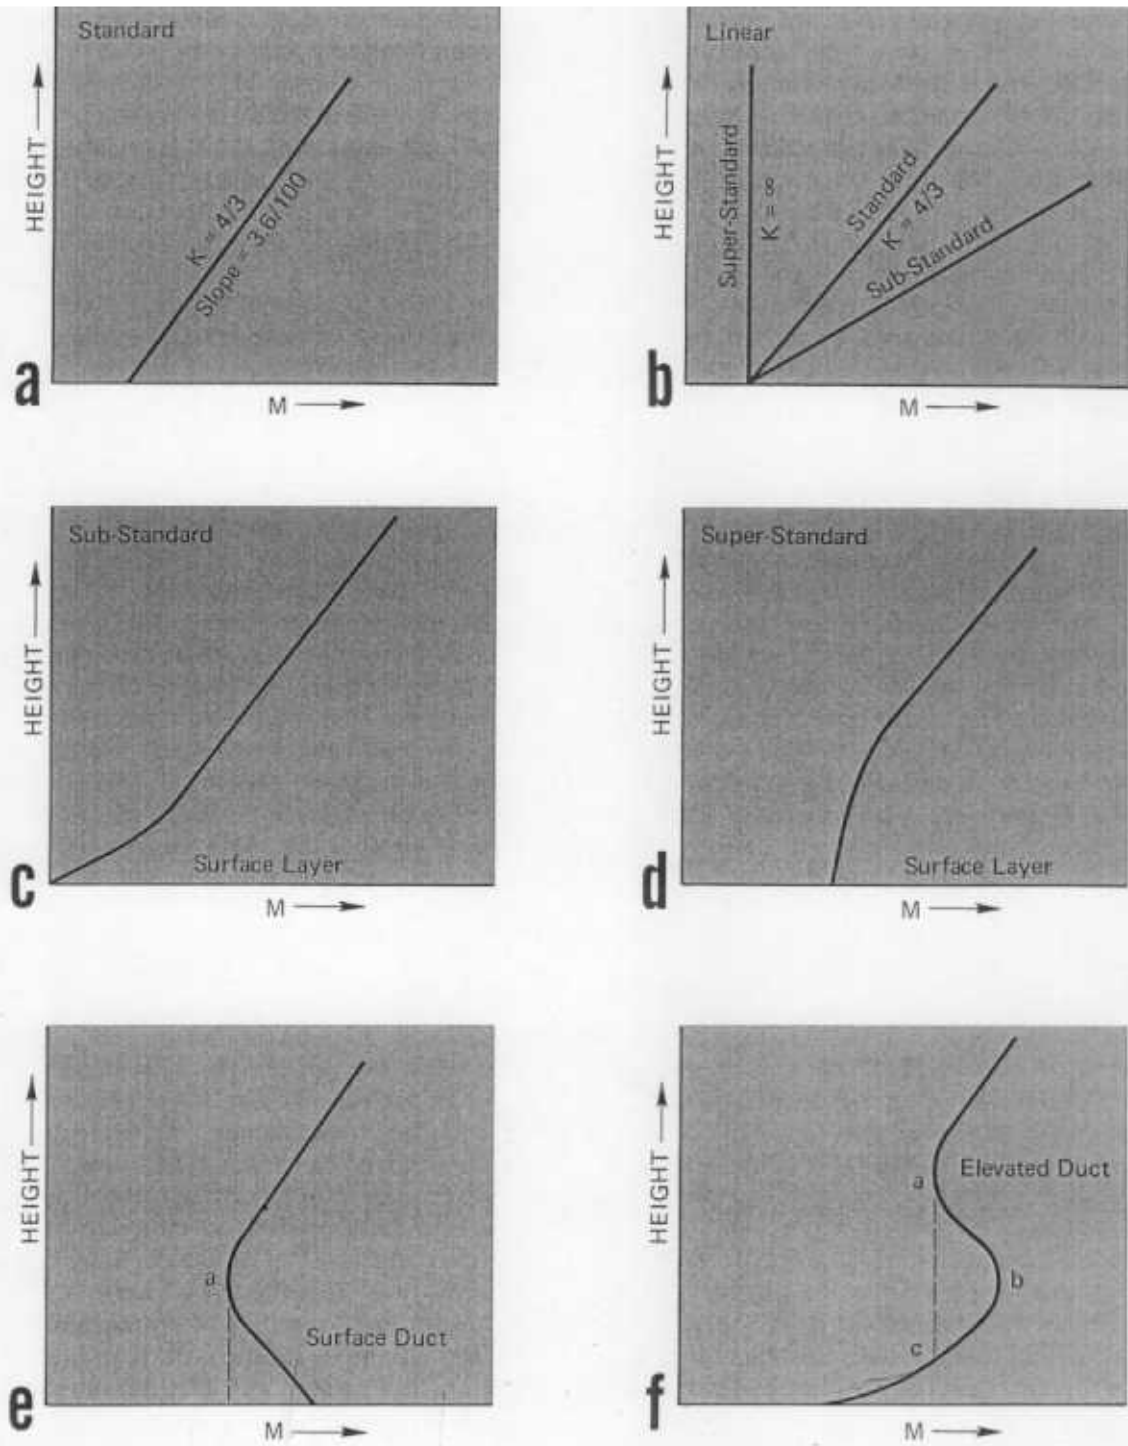 Standard
HEIGHT
K = 4/3
Slope = 3.6/100
a
M
Linear
HEIGHT
Super-Standard
K = ∞
Standard
K = 4/3
Sub-Standard
b
M
Sub-Standard
HEIGHT
Surface Layer
c
M
Super-Standard
HEIGHT
Surface Layer
d
M
HEIGHT
a
Surface Duct
e
M
HEIGHT
a
Elevated Duct
b
c
f
M